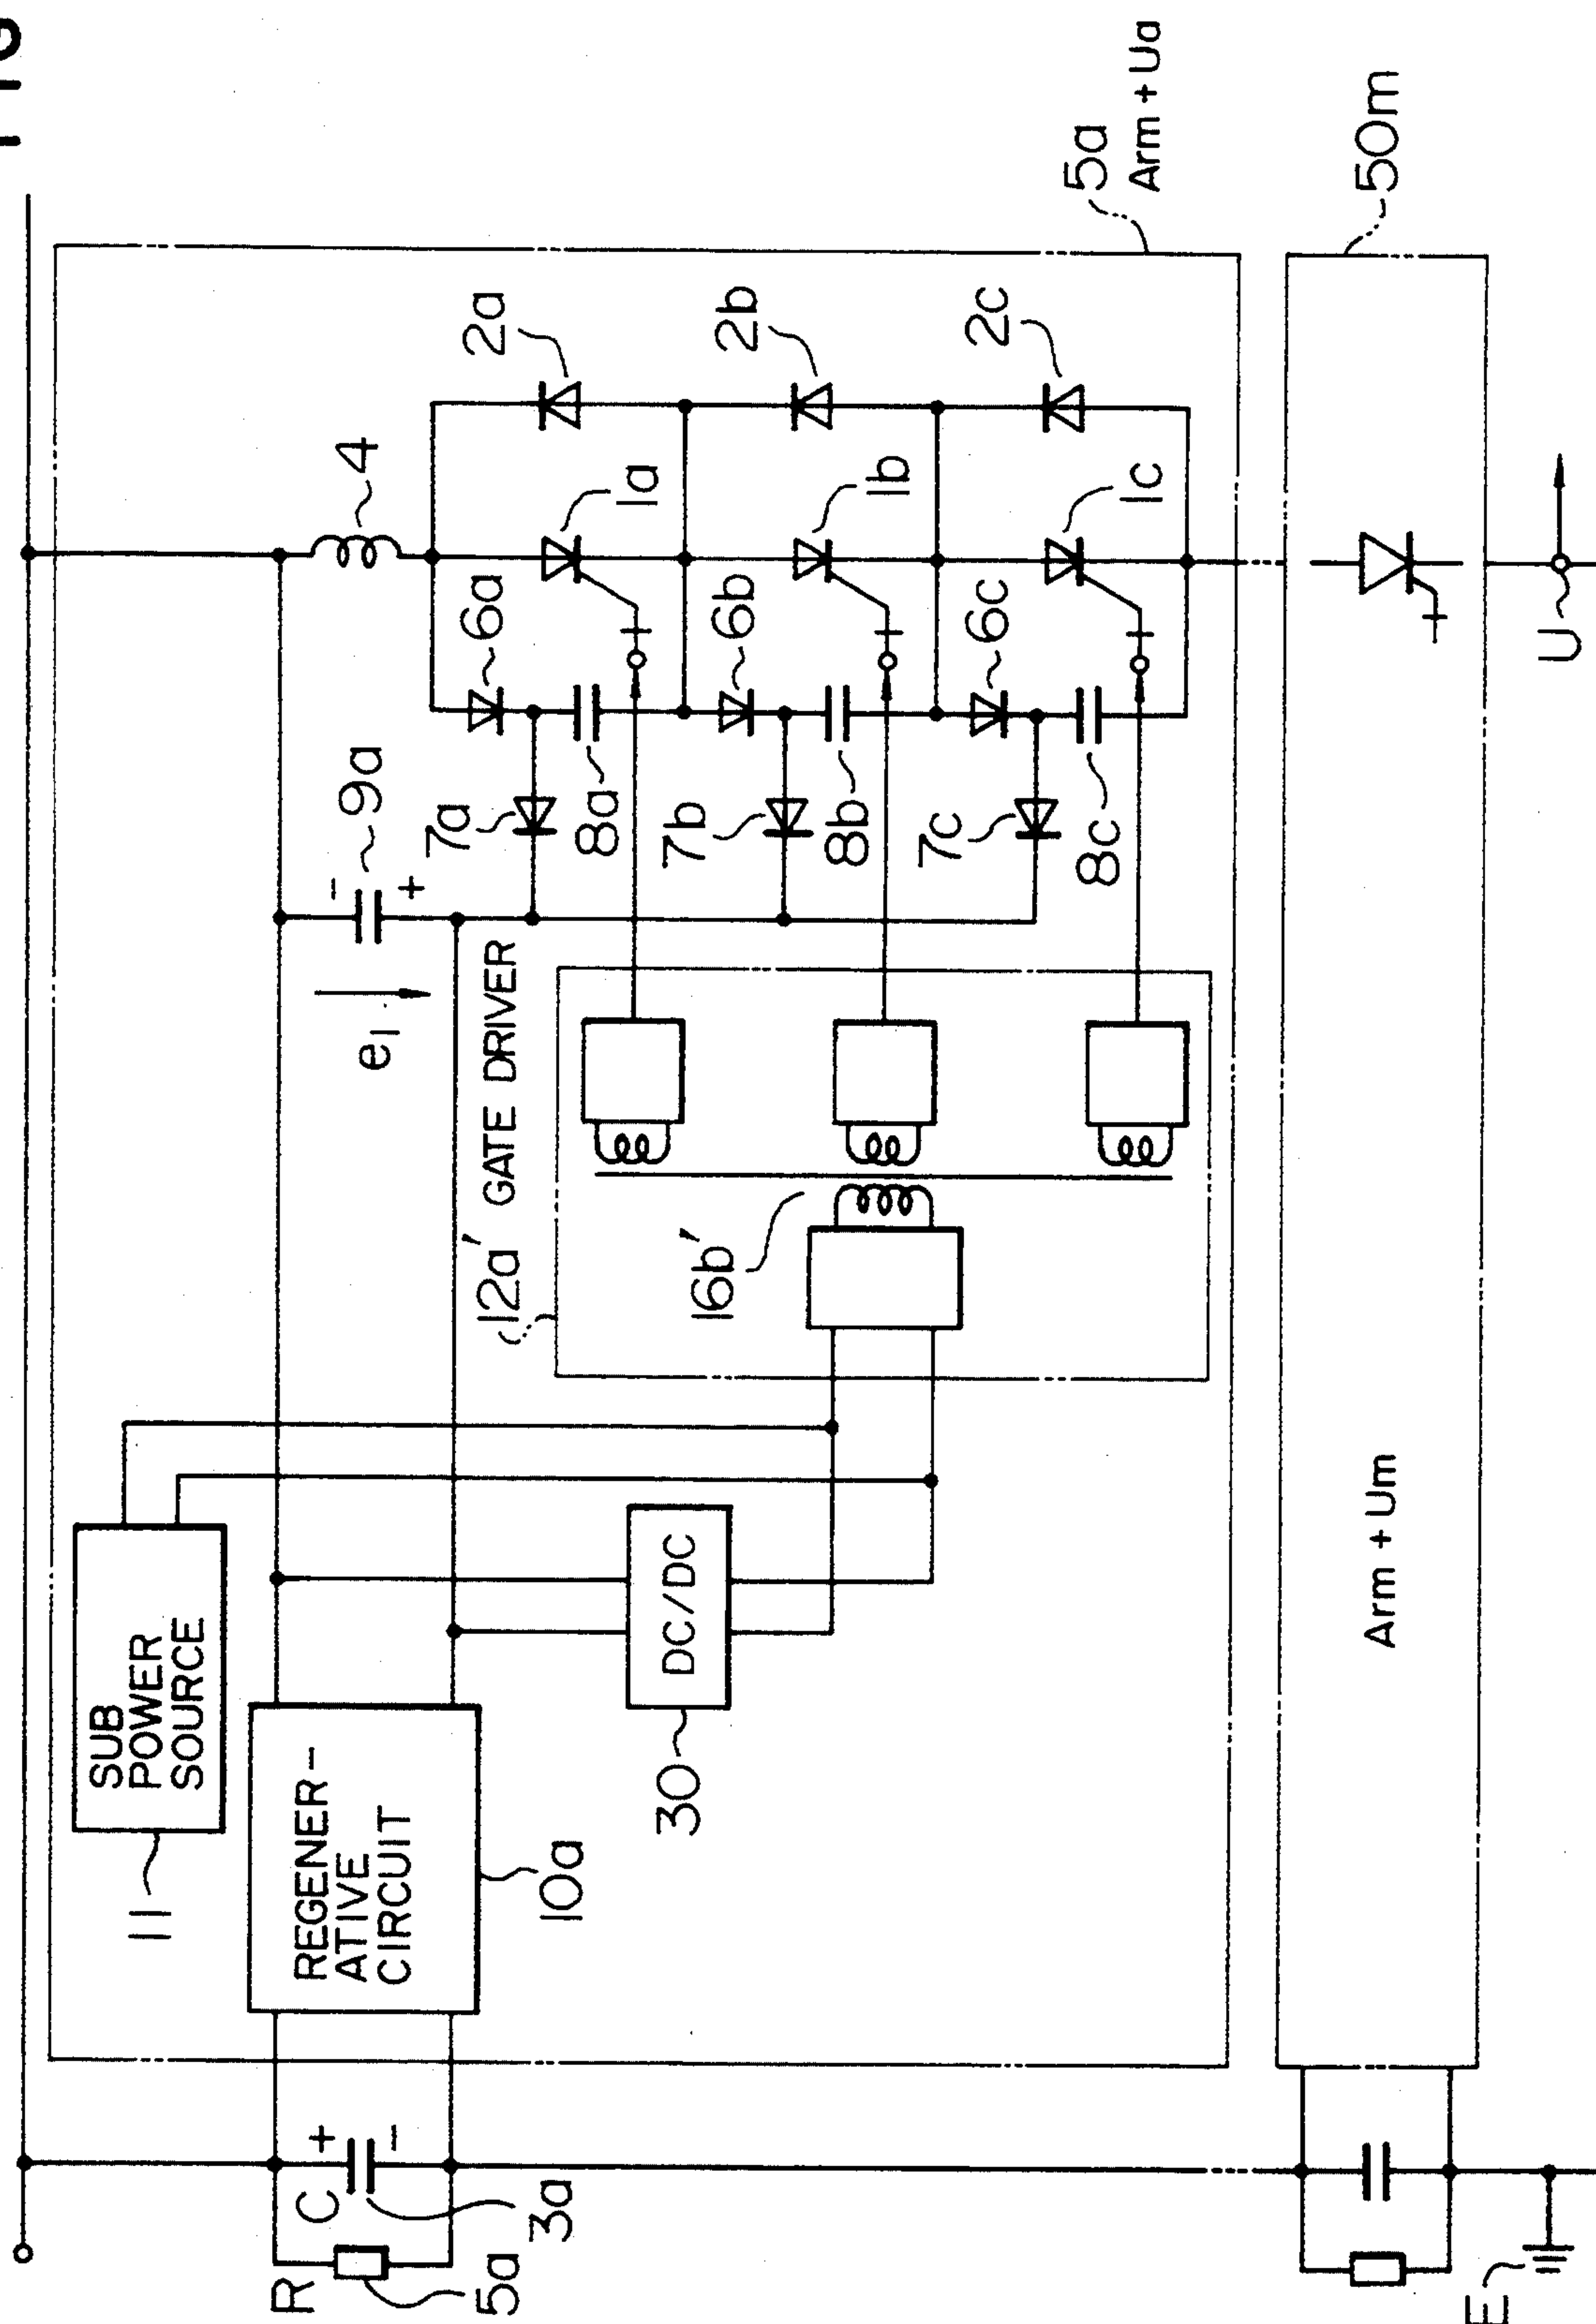 FIG
5a
Arm + Ua
50m
2a
2b
2c
4
1a
1b
1c
6a
6b
6c
9a
-
+
7a
8a
7b
8b
7c
8c
e1
12a' GATE DRIVER
16b'
SUB
POWER
SOURCE
11
REGENER-
ATIVE
CIRCUIT
10a
DC/DC
30
Arm + Um
U
C
+
-
3a
R
5a
E